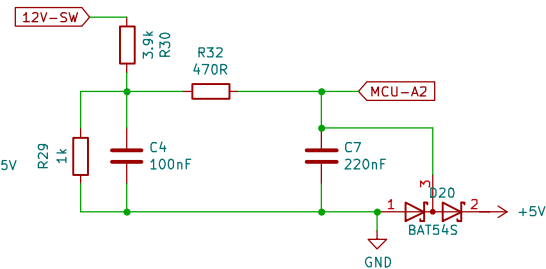 12V-SW
3.9k
R30
R32
470R
MCU-A2
R29
1k
C4
100nF
C7
220nF
5V
3
D20
1
2
+5V
BAT54S
GND